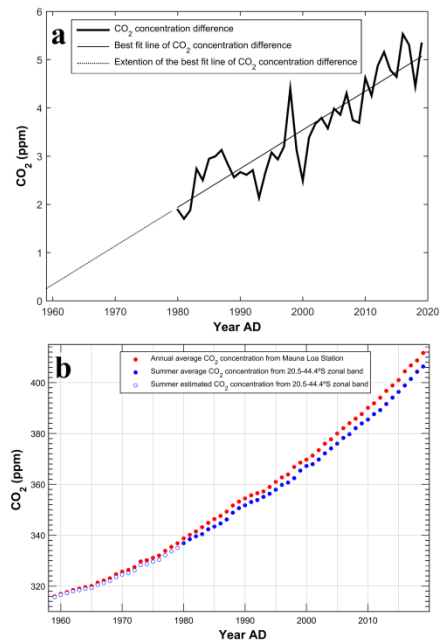 a
CO2 concentration difference
Best fit line of CO2 concentration difference
Extention of the best fit line of CO2 concentration difference
6
5
4
3
2
1
0
CO2 (ppm)
1960 1970 1980 1990 2000 2010 2020
Year AD
b
Annual average CO2 concentration from Mauna Loa Station
Summer average CO2 concentration from 20.5-44.4ºS zonal band
Summer estimated CO2 concentration from 20.5-44.4ºS zonal band
400
380
360
340
320
CO2 (ppm)
1960 1970 1980 1990 2000 2010
Year AD